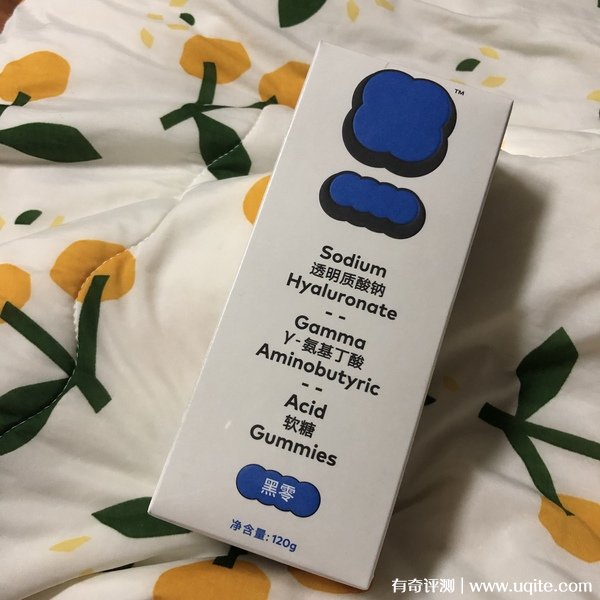 TM
Sodium
透明质酸钠
Hyaluronate
--
Gamma
γ-氨基丁酸
Aminobutyric
--
Acid
软糖
Gummies
黑零
净含量:120g
有奇评测 | www.uqite.com